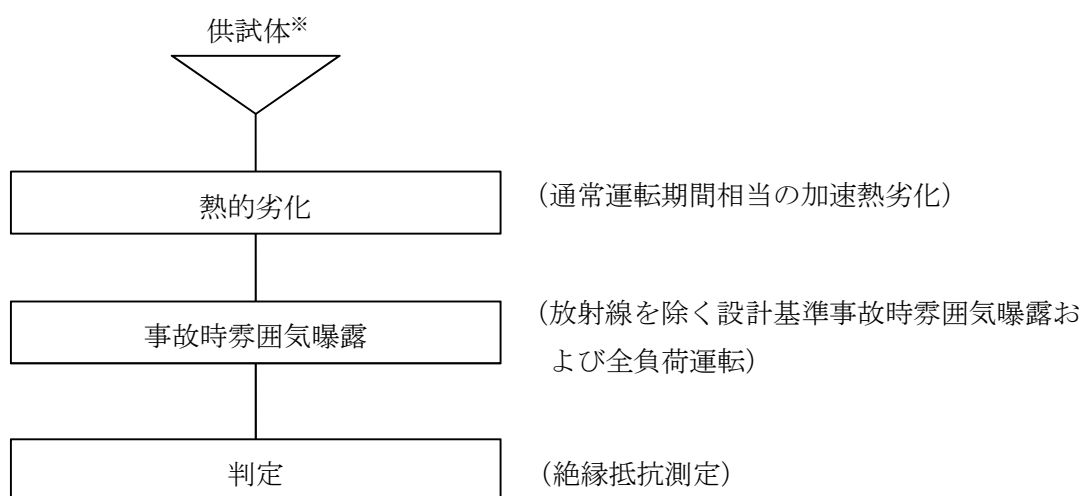 供試体※
熱的劣化
(通常運転期間相当の加速熱劣化)
事故時雰囲気曝露
(放射線を除く設計基準事故時雰囲気曝露お
よび全負荷運転)
判定
(絶縁抵抗測定)